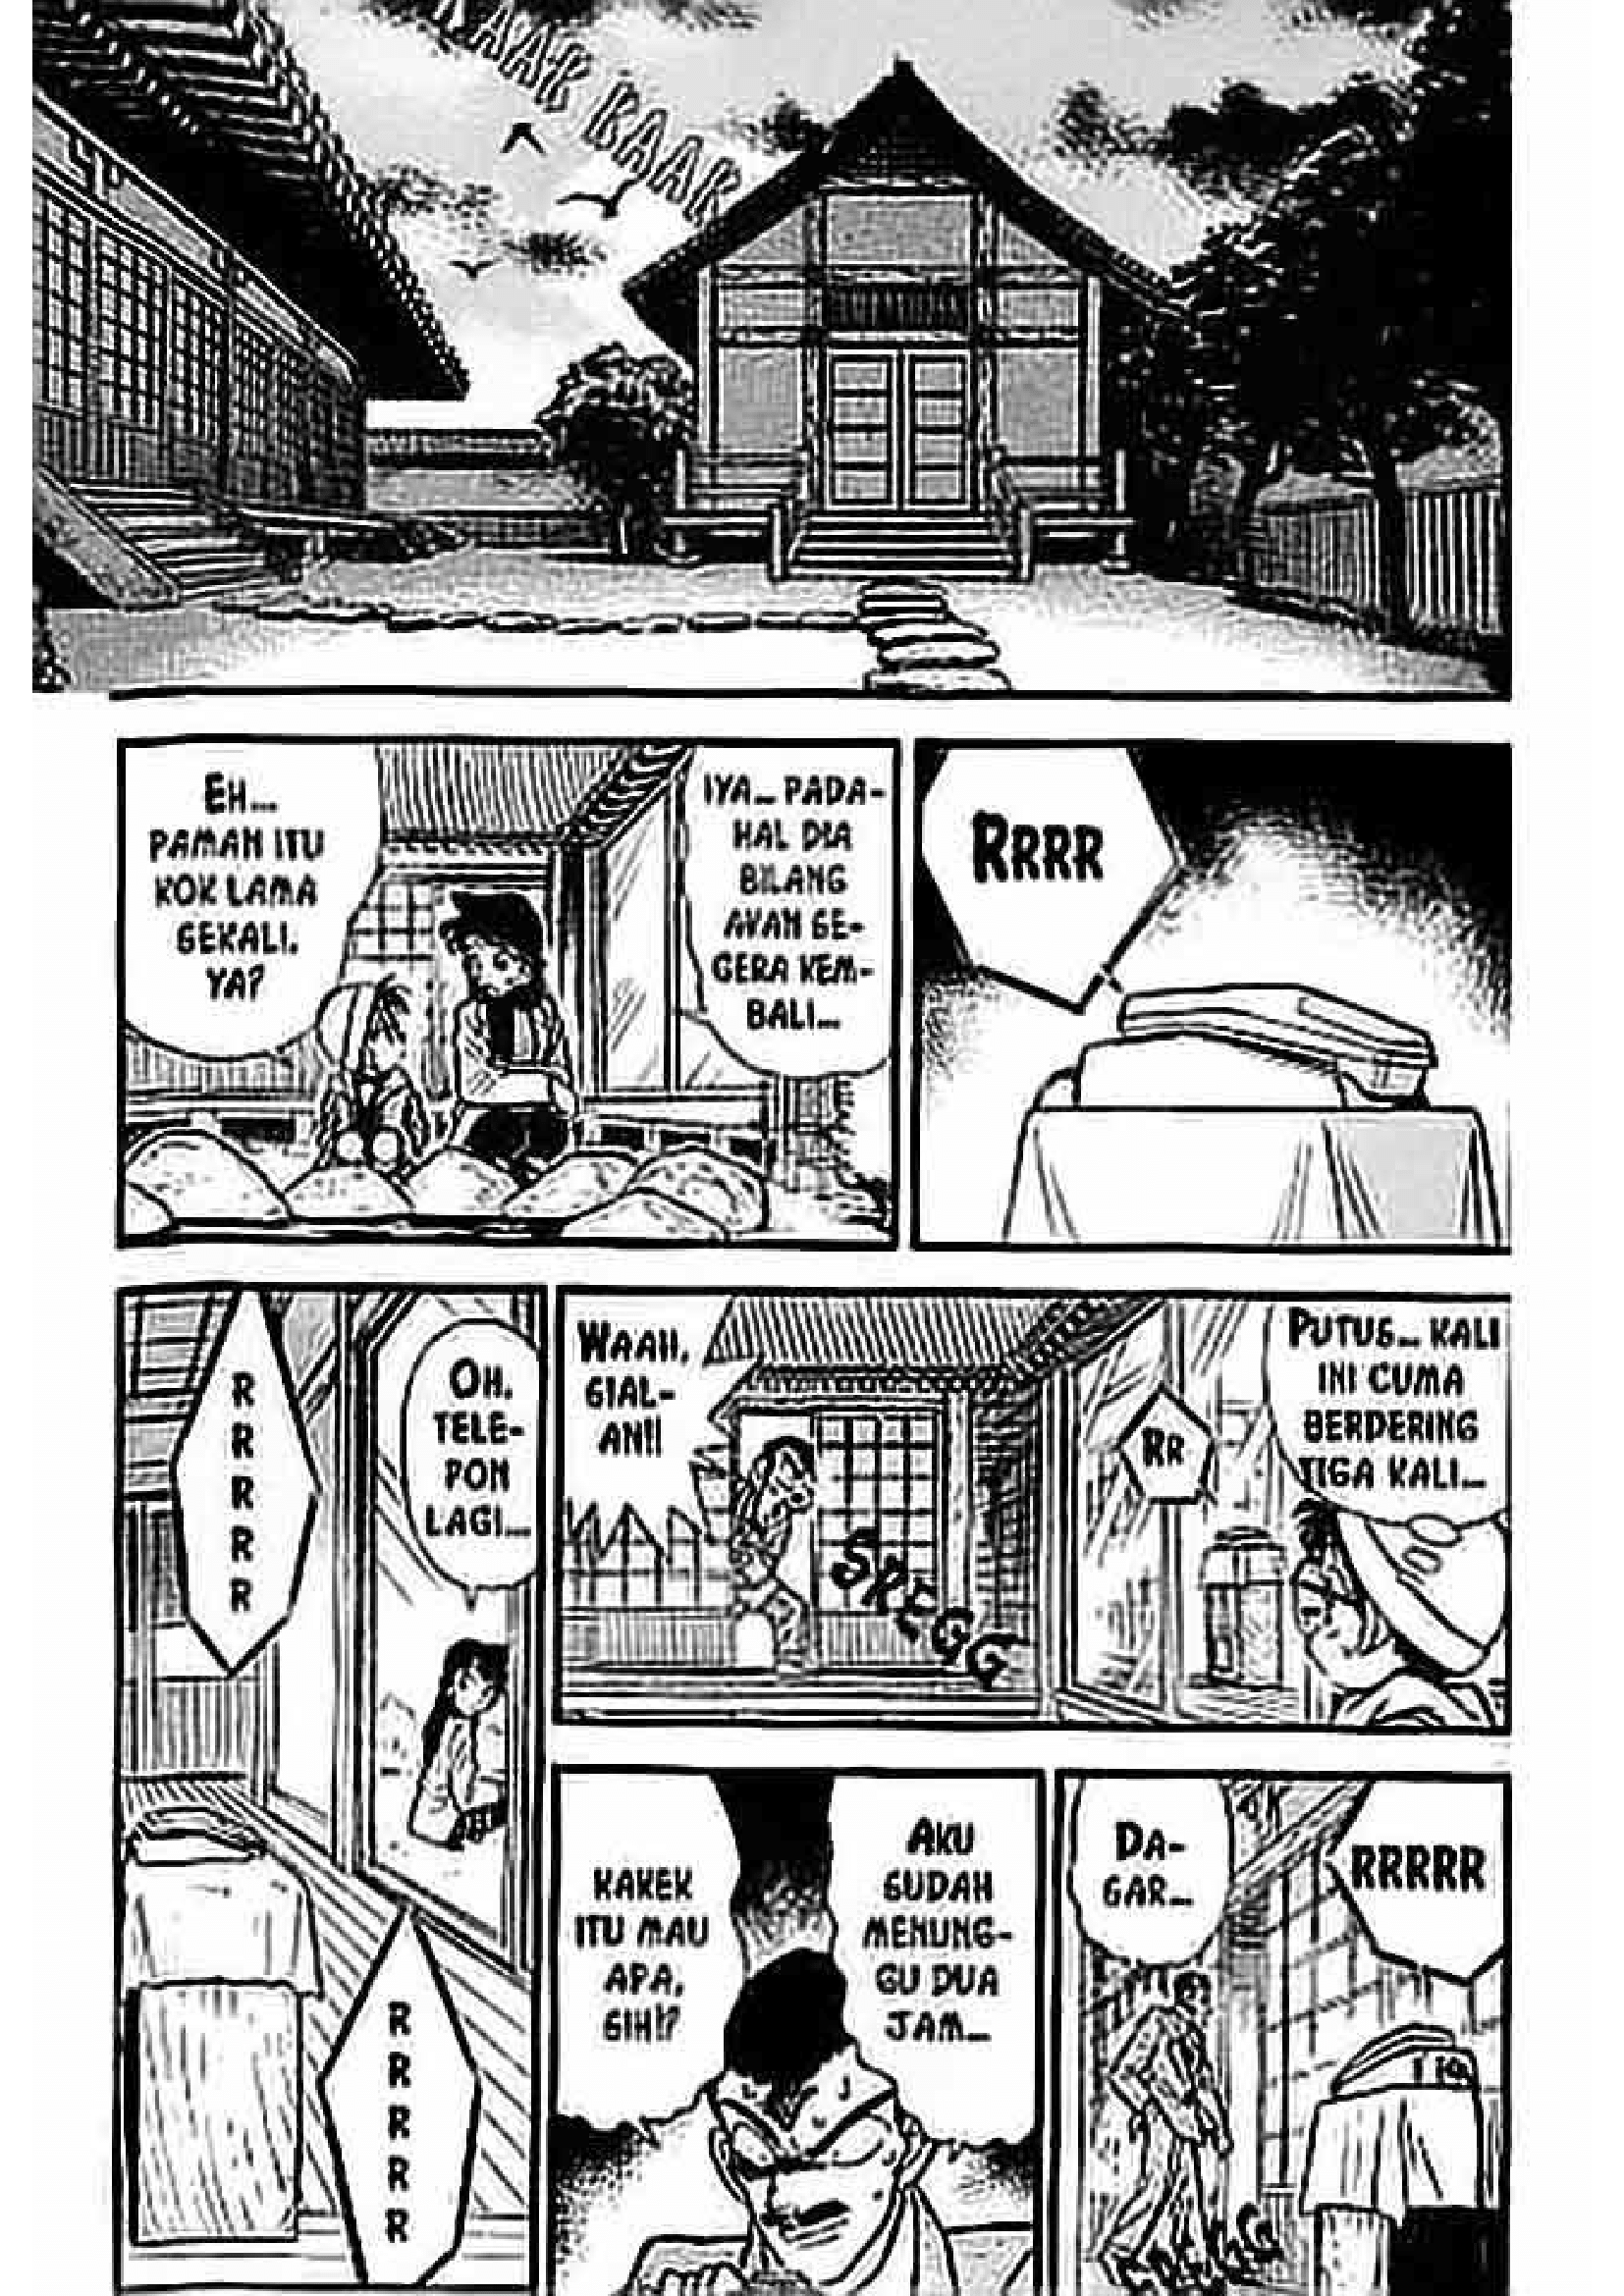 KAAK KAAK
RRRR
IYA... PADA-
HAL DIA
BILANG
AKAN SE-
GERA KEM-
BALI...
EH...
PAMAN ITU
KOK LAMA
SEKALI,
YA?
PUTUS... KALI
INI CUMA
BERDERING
TIGA KALI...
RR
WAAH,
SIAL-
AN!!
SREGG
OH,
TELE-
PON
LAGI...
R
R
R
R
R
R
R
R
R
R
RRRRR
DA-
SAR...
AKU
SUDAH
MENUNG-
GU DUA
JAM...
KAKEK
ITU MAU
APA,
SIH!?